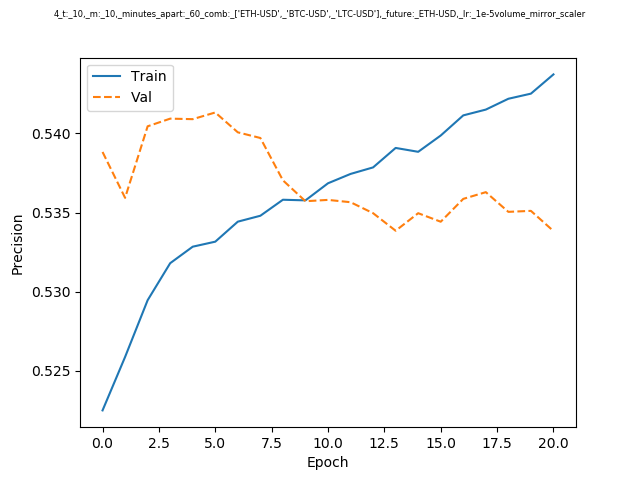 4_t:_10,_m:_10,_minutes_apart:_60_comb:_['ETH-USD',_'BTC-USD',_'LTC-USD'],_future:_ETH-USD,_lr:_1e-5volume_mirror_scaler
Train
Val
0.540
0.535
0.530
0.525
Precision
0.0 2.5 5.0 7.5 10.0 12.5 15.0 17.5 20.0
Epoch